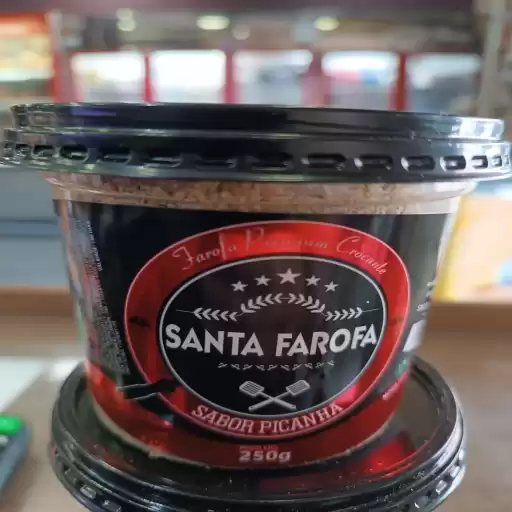 Farofa Premium Crocante
SANTA FAROFA
SABOR PICANHA
250g